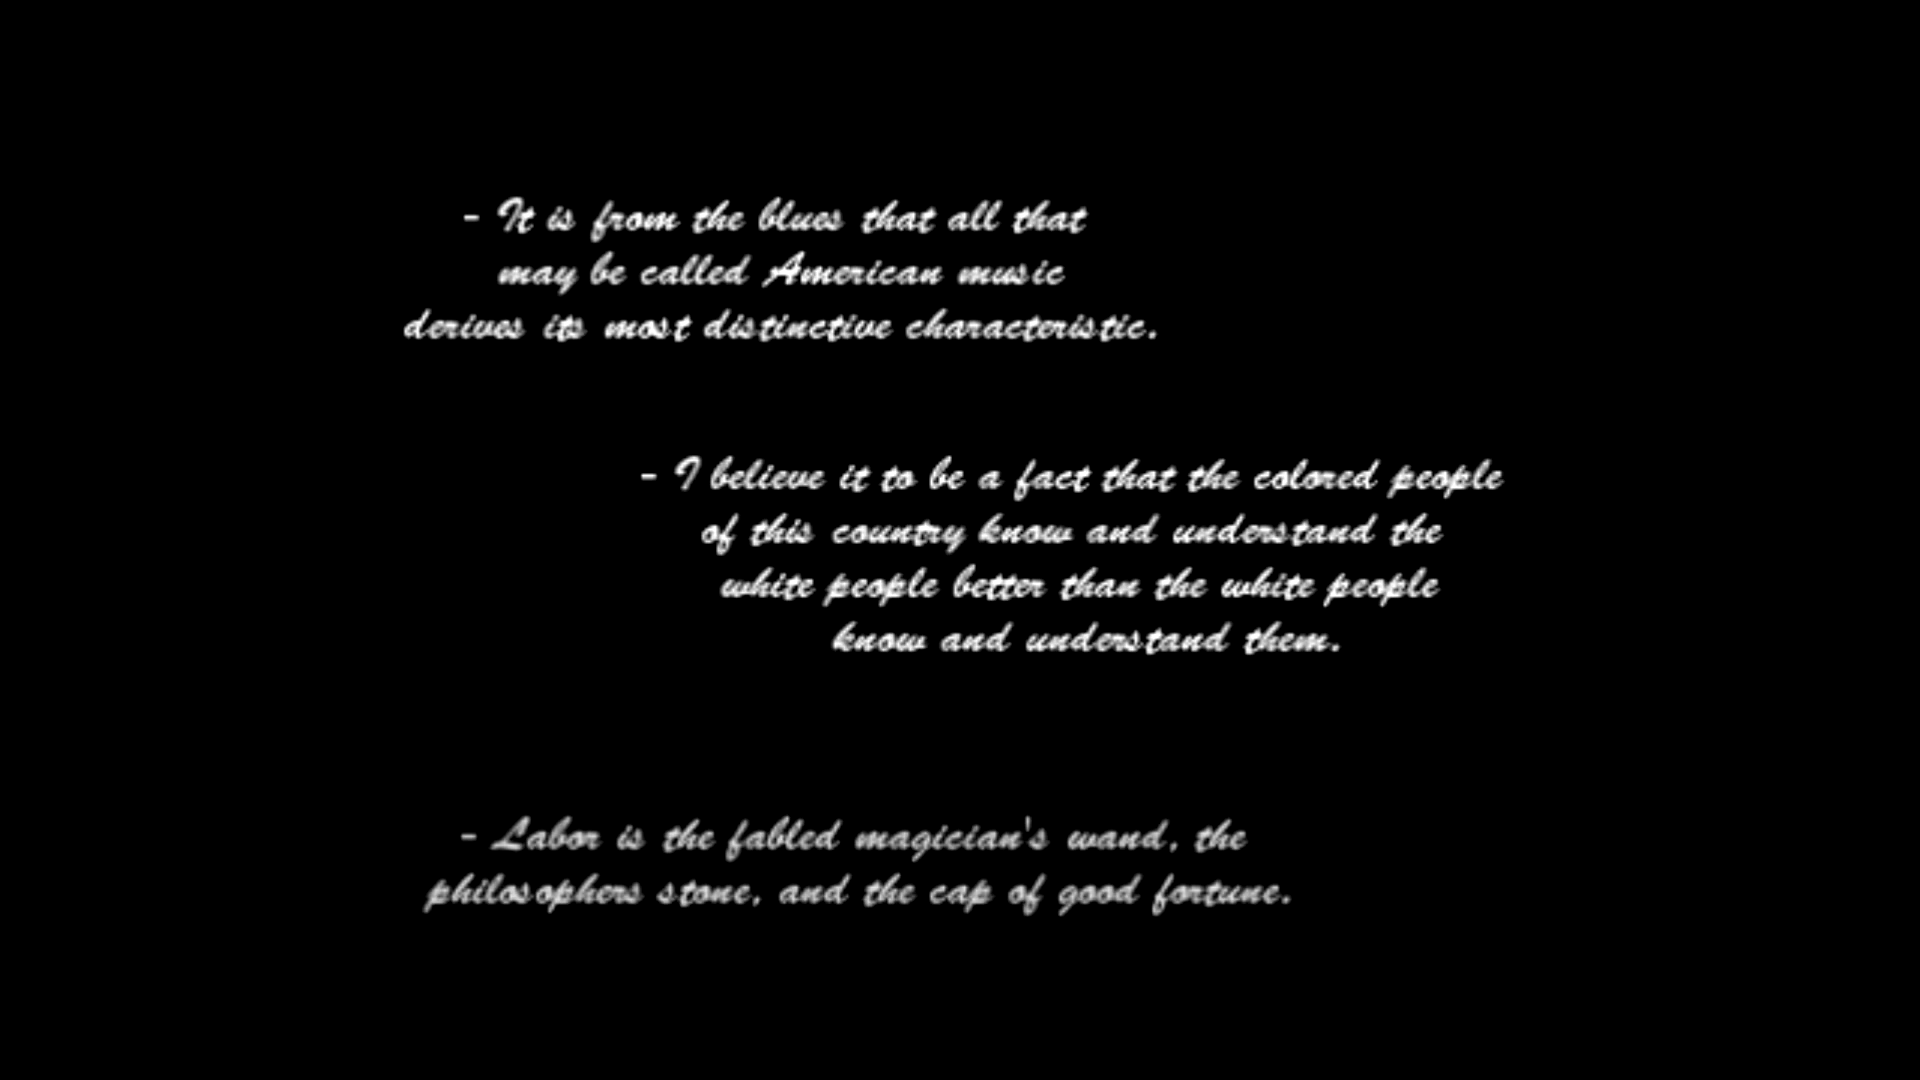 - It is from the blues that all that
may be called American music
derives its most distinctive characteristic.
- I believe it to be a fact that the colored people
of this country know and understand the
white people better than the white people
know and understand them.
- Labor is the fabled magician's wand, the
philosophers stone, and the cap of good fortune.